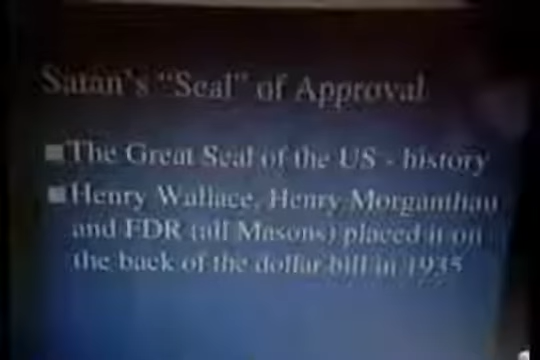 Satan's "Seal" of Approval
■The Great Seal of the US - history
■Henry Wallace, Henry Morganthau
and FDR (all Masons) placed it on
the back of the dollar bill in 1935